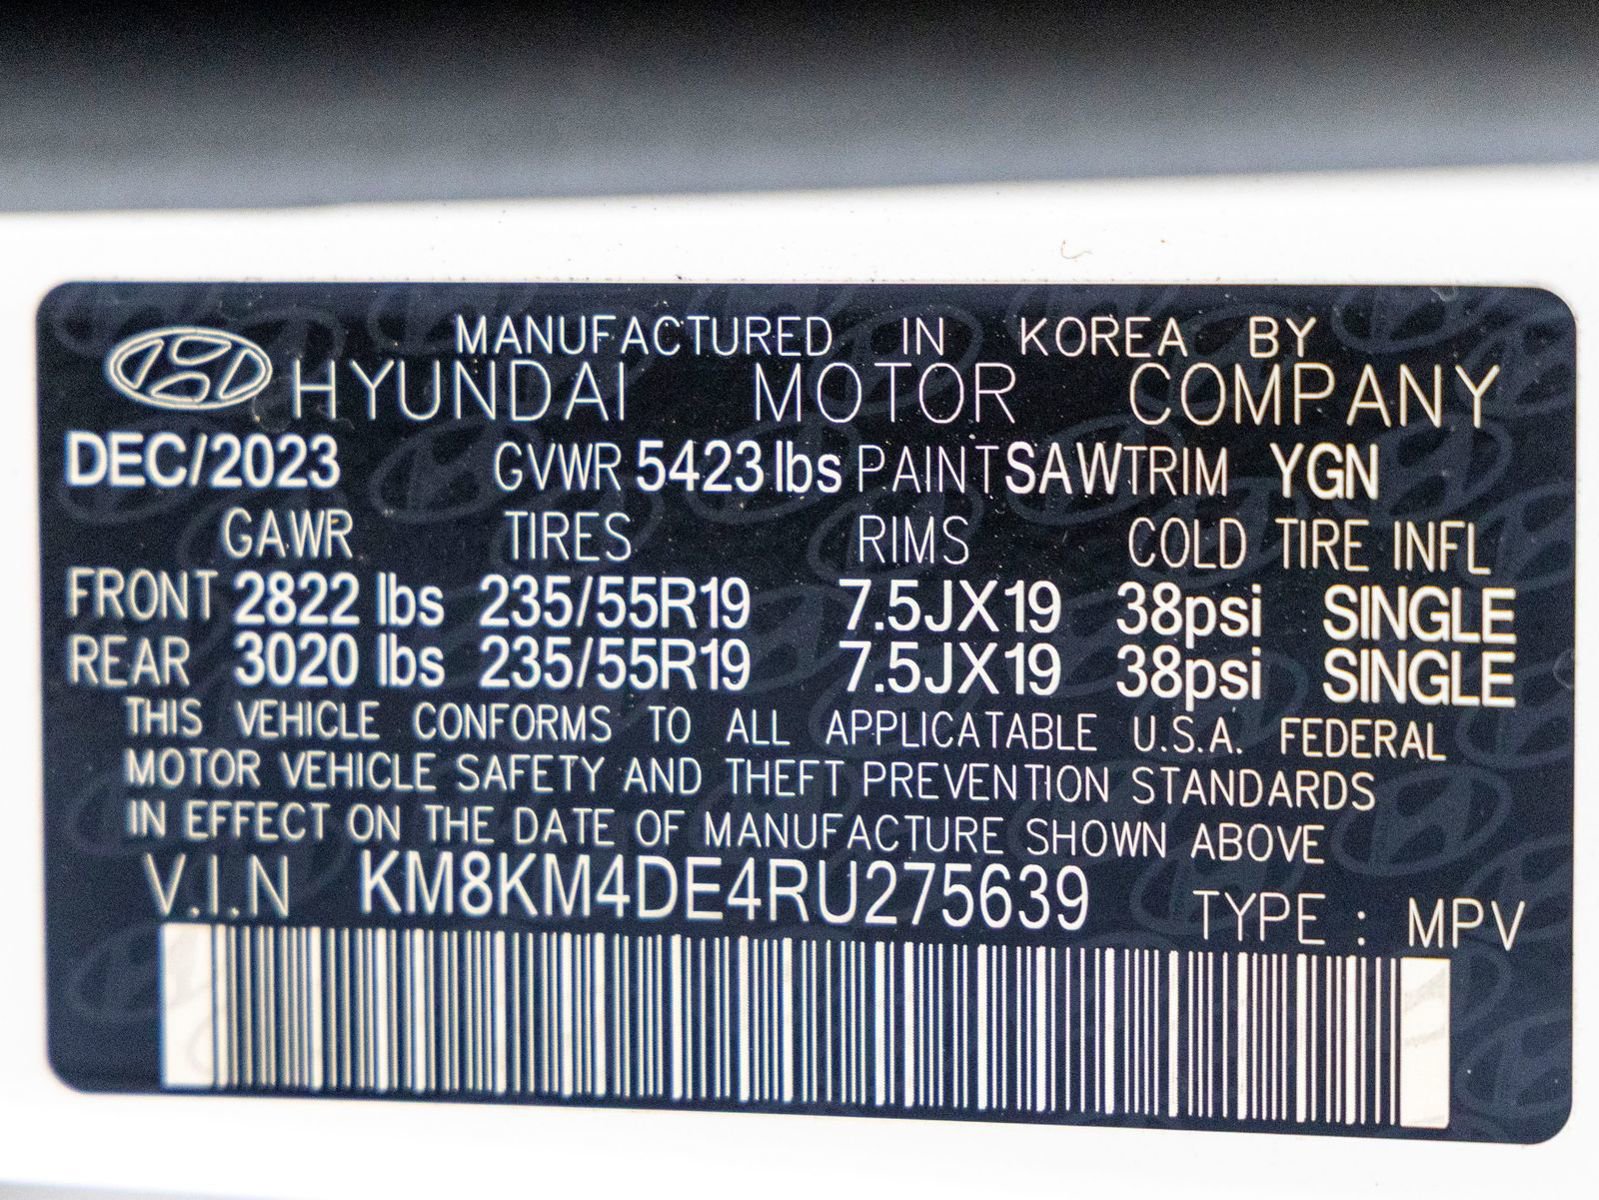 MANUFACTURED IN KOREA BY
HYUNDAI MOTOR COMPANY
DEC/2023 GVWR 5423 lbs PAINT SAW TRIM YGN
GAWR TIRES RIMS COLD TIRE INFL
FRONT 2822 lbs 235/55R19 7.5JX19 38psi SINGLE
REAR 3020 lbs 235/55R19 7.5JX19 38psi SINGLE
THIS VEHICLE CONFORMS TO ALL APPLICATABLE U.S.A. FEDERAL
MOTOR VEHICLE SAFETY AND THEFT PREVENTION STANDARDS
IN EFFECT ON THE DATE OF MANUFACTURE SHOWN ABOVE
V.I.N KM8KM4DE4RU275639 TYPE : MPV